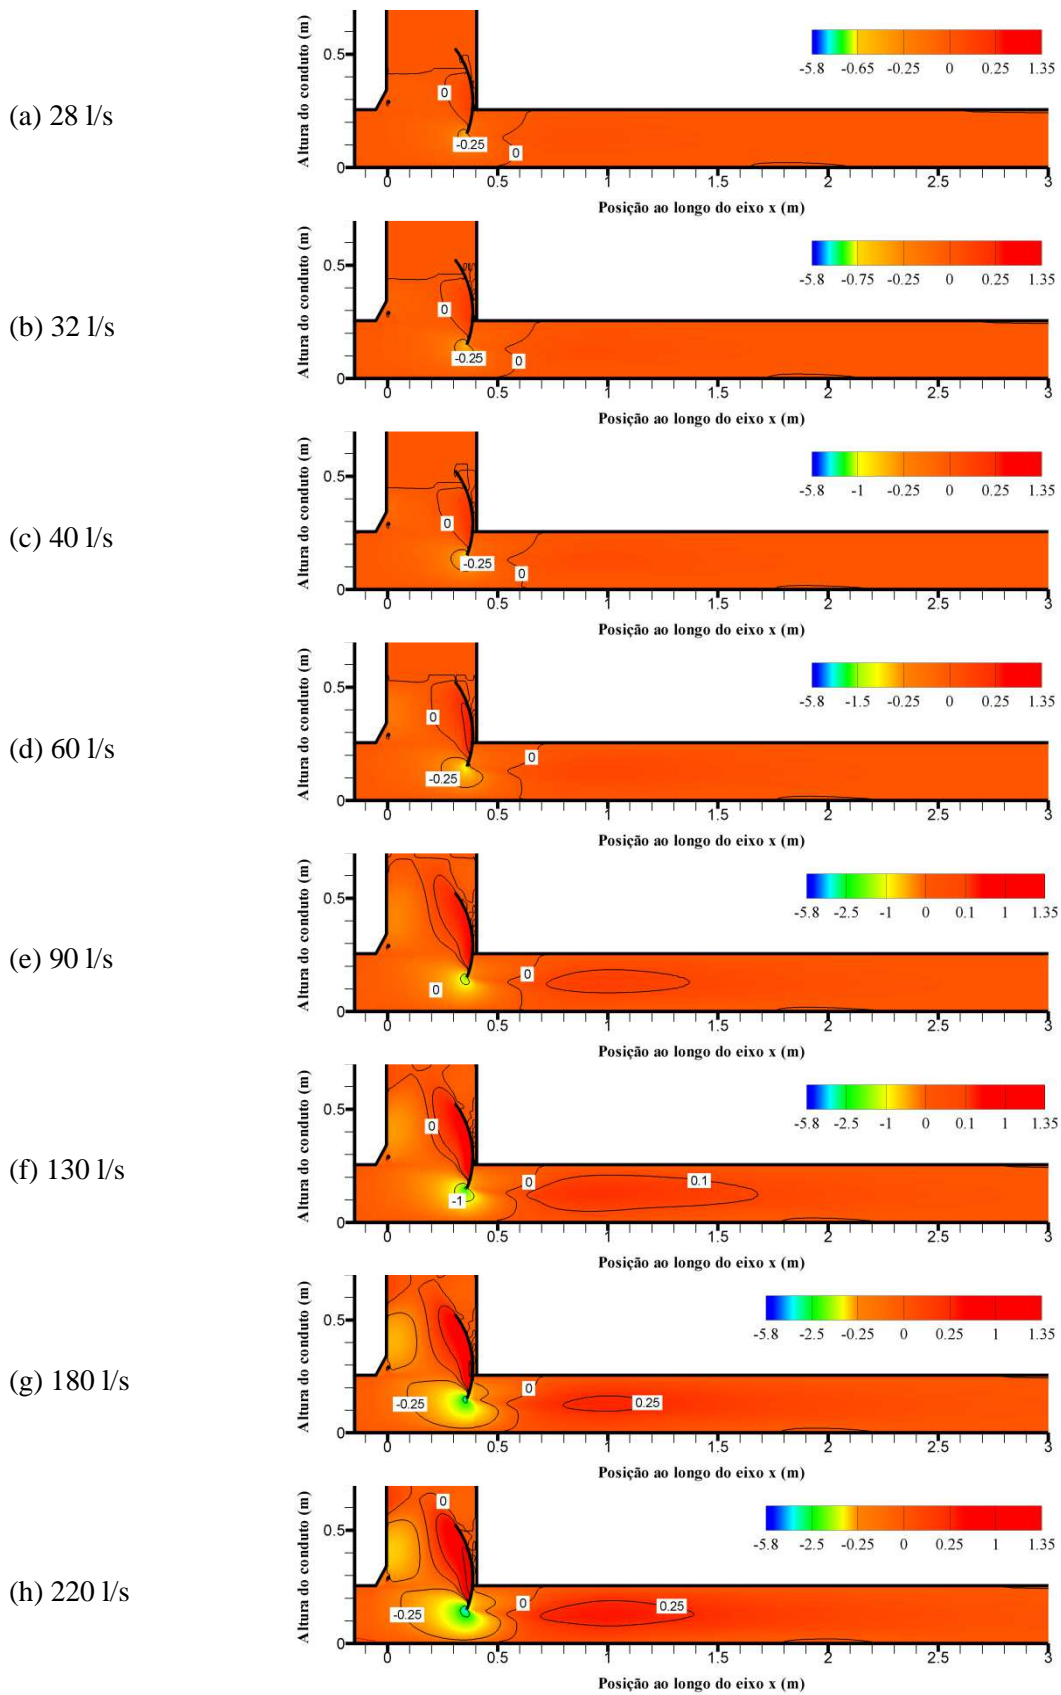 (a) 28 l/s
Altura do conduto (m)
0.5
0
0
-0.25
0
-5.8 -0.65 -0.25 0 0.25 1.35
0 0.5 1 1.5 2 2.5 3
Posição ao longo do eixo x (m)
(b) 32 l/s
Altura do conduto (m)
0.5
0
0
-0.25
0
-5.8 -0.75 -0.25 0 0.25 1.35
0 0.5 1 1.5 2 2.5 3
Posição ao longo do eixo x (m)
(c) 40 l/s
Altura do conduto (m)
0.5
0
0
-0.25
0
-5.8 -1 -0.25 0 0.25 1.35
0 0.5 1 1.5 2 2.5 3
Posição ao longo do eixo x (m)
(d) 60 l/s
Altura do conduto (m)
0.5
0
0
-0.25
0
-5.8 -1.5 -0.25 0 0.25 1.35
0 0.5 1 1.5 2 2.5 3
Posição ao longo do eixo x (m)
(e) 90 l/s
Altura do conduto (m)
0.5
0
0
0
-5.8 -2.5 -1 0 0.1 1 1.35
0 0.5 1 1.5 2 2.5 3
Posição ao longo do eixo x (m)
(f) 130 l/s
Altura do conduto (m)
0.5
0
0
-1
0
0.1
-5.8 -2.5 -1 0 0.1 1 1.35
0 0.5 1 1.5 2 2.5 3
Posição ao longo do eixo x (m)
(g) 180 l/s
Altura do conduto (m)
0.5
0
-0.25
0
0.25
-5.8 -2.5 -0.25 0 0.25 1 1.35
0 0.5 1 1.5 2 2.5 3
Posição ao longo do eixo x (m)
(h) 220 l/s
Altura do conduto (m)
0.5
0
0
-0.25
0
0.25
-5.8 -2.5 -0.25 0 0.25 1 1.35
0 0.5 1 1.5 2 2.5 3
Posição ao longo do eixo x (m)